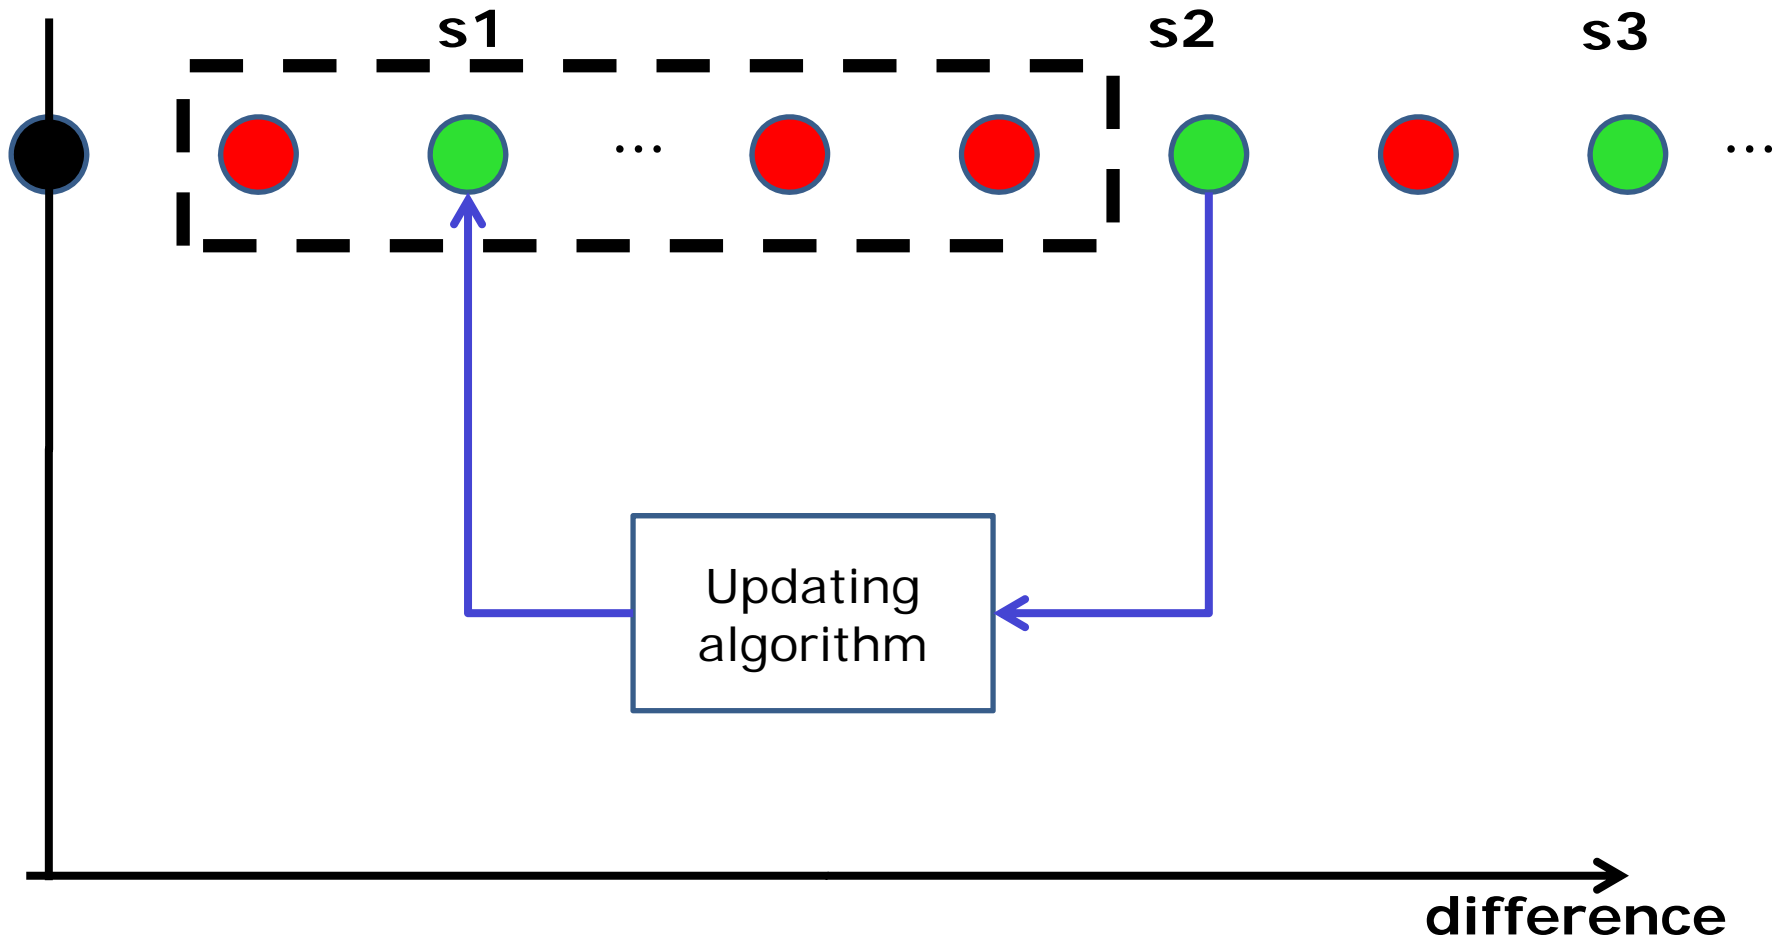 s1
s2
s3
...
...
Updating
algorithm
difference